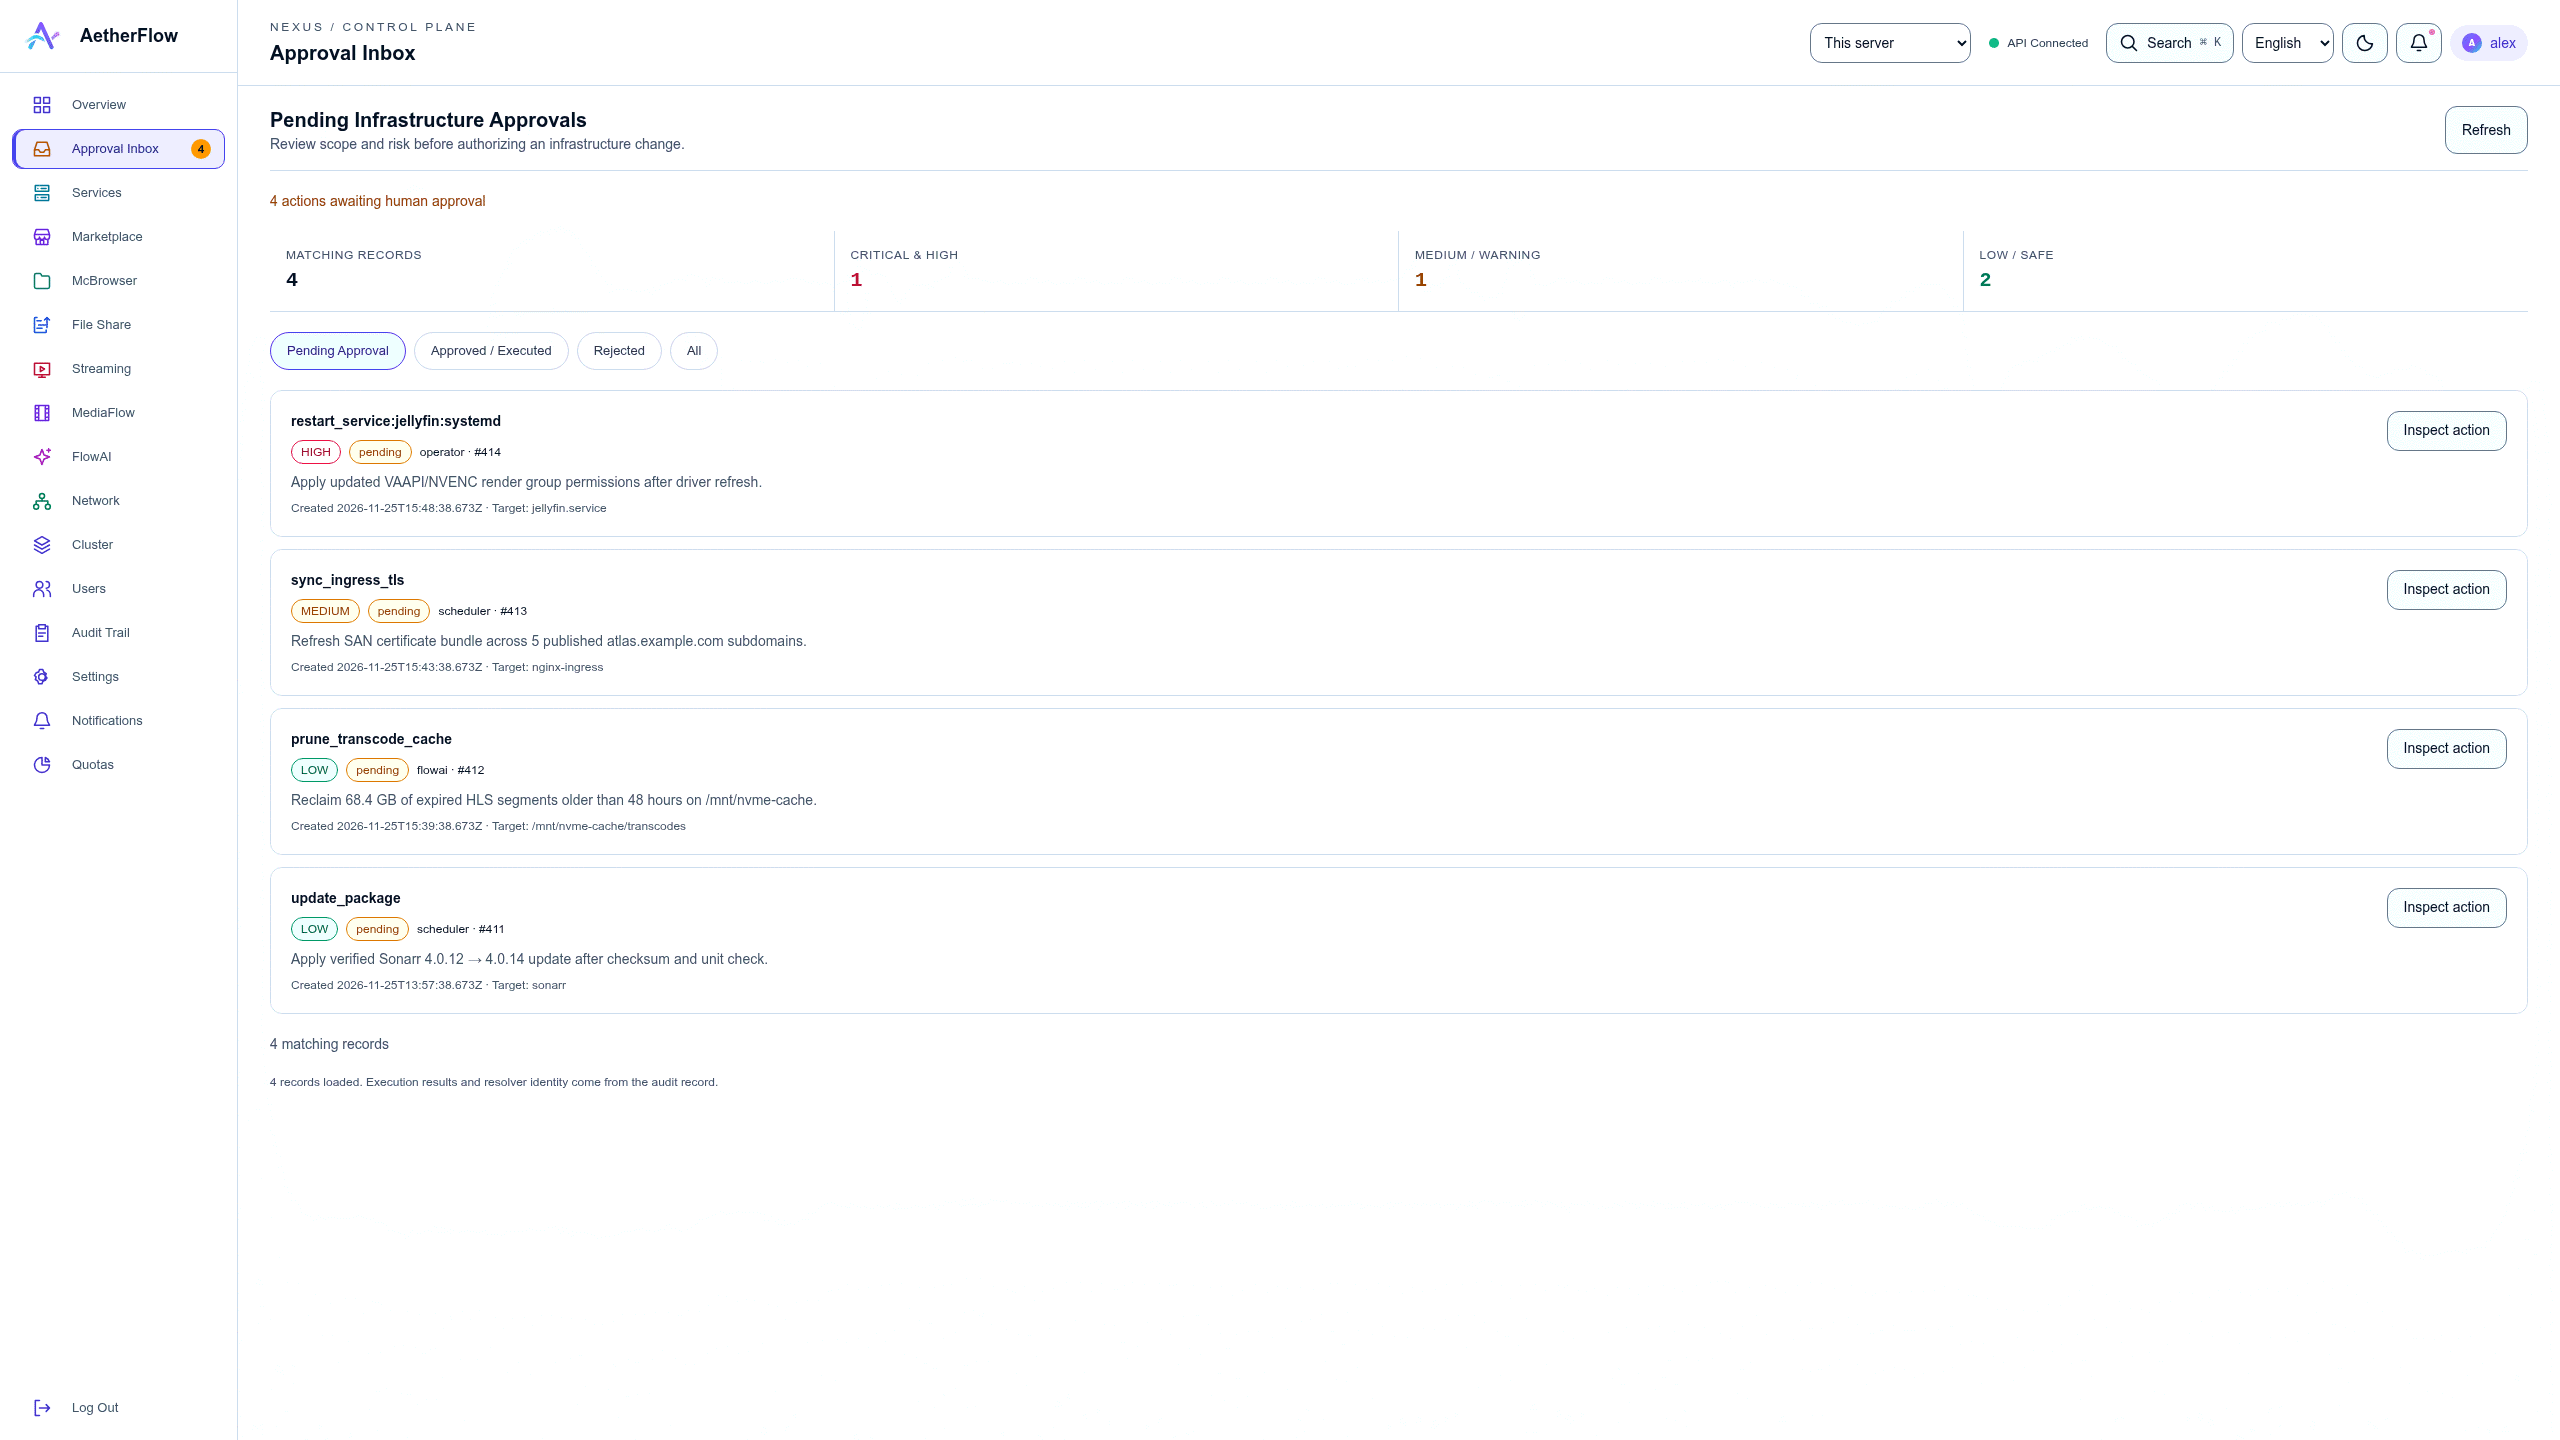 AetherFlow
Overview
Approval Inbox 4
Services
Marketplace
McBrowser
File Share
Streaming
MediaFlow
FlowAI
Network
Cluster
Users
Audit Trail
Settings
Notifications
Quotas
Log Out
NEXUS / CONTROL PLANE
Approval Inbox
This server
API Connected
Search ⌘ K
English
A alex
Pending Infrastructure Approvals
Review scope and risk before authorizing an infrastructure change.
Refresh
4 actions awaiting human approval
MATCHING RECORDS
4
CRITICAL & HIGH
1
MEDIUM / WARNING
1
LOW / SAFE
2
Pending Approval
Approved / Executed
Rejected
All
restart_service:jellyfin:systemd
HIGH pending operator · #414
Apply updated VAAPI/NVENC render group permissions after driver refresh.
Created 2026-11-25T15:48:38.673Z · Target: jellyfin.service
Inspect action
sync_ingress_tls
MEDIUM pending scheduler · #413
Refresh SAN certificate bundle across 5 published atlas.example.com subdomains.
Created 2026-11-25T15:43:38.673Z · Target: nginx-ingress
Inspect action
prune_transcode_cache
LOW pending flowai · #412
Reclaim 68.4 GB of expired HLS segments older than 48 hours on /mnt/nvme-cache.
Created 2026-11-25T15:39:38.673Z · Target: /mnt/nvme-cache/transcodes
Inspect action
update_package
LOW pending scheduler · #411
Apply verified Sonarr 4.0.12 → 4.0.14 update after checksum and unit check.
Created 2026-11-25T13:57:38.673Z · Target: sonarr
Inspect action
4 matching records
4 records loaded. Execution results and resolver identity come from the audit record.